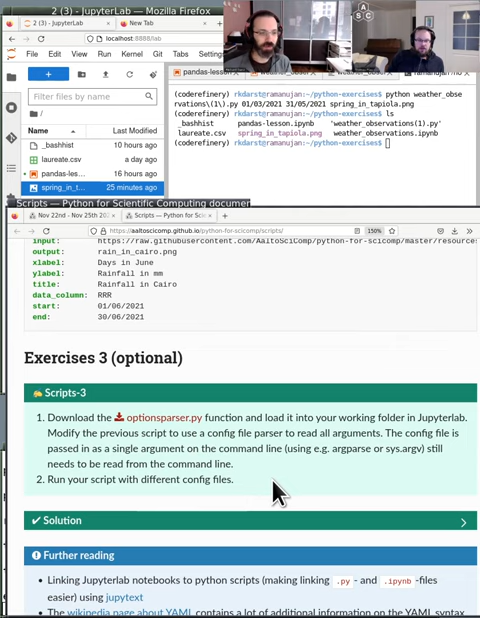 2 (3) - JupyterLab — Mozilla Firefox
2 (3) - JupyterLab
New Tab
localhost:8888/lab
File Edit View Run Kernel Git Tabs Settings
Filter files by name
/
Name
Last Modified
_bashhist
10 hours ago
laureate.csv
a day ago
pandas-les...
16 hours ago
spring_in_t...
25 minutes ago
(coderefinery) rkdarst@ramanujan:~/python-exercises$ python weather_obse
rvations\(1\).py 01/03/2021 31/05/2021 spring_in_tapiola.png
(coderefinery) rkdarst@ramanujan:~/python-exercises$ ls
_bashhist pandas-lesson.ipynb 'weather_observations(1).py'
laureate.csv spring_in_tapiola.png weather_observations.ipynb
(coderefinery) rkdarst@ramanujan:~/python-exercises$
Scripts — Python for Scientific Computing documen
Nov 22nd - Nov 25th 202
Scripts — Python for Sci
https://aaltoscicomp.github.io/python-for-scicomp/scripts/
150%
input: https://raw.githubusercontent.com/AaltoSciComp/python-for-scicomp/master/resource
output: rain_in_cairo.png
xlabel: Days in June
ylabel: Rainfall in mm
title: Rainfall in Cairo
data_column: RRR
start: 01/06/2021
end: 30/06/2021
Exercises 3 (optional)
Scripts-3
1. Download the optionsparser.py function and load it into your working folder in Jupyterlab.
Modify the previous script to use a config file parser to read all arguments. The config file is
passed in as a single argument on the command line (using e.g. argparse or sys.argv) still
needs to be read from the command line.
2. Run your script with different config files.
Solution
Further reading
Linking Jupyterlab notebooks to python scripts (making linking .py - and .ipynb -files
easier) using jupytext
The wikipedia page about YAML contains a lot of additional information on the YAML syntax